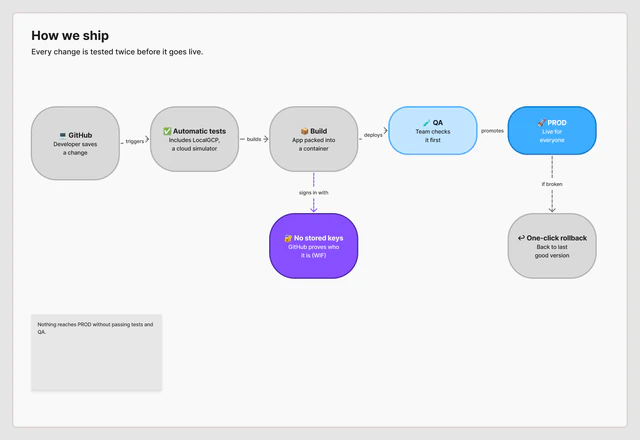 How we ship
Every change is tested twice before it goes live.
💻 GitHub
Developer saves
a change
triggers
✅ Automatic tests
Includes LocalGCP,
a cloud simulator
builds
📦 Build
App packed into
a container
deploys
🧪 QA
Team checks
it first
promotes
🚀 PROD
Live for
everyone
signs in with
if broken
🔐 No stored keys
GitHub proves who
it is (WIF)
↩ One-click rollback
Back to last
good version
Nothing reaches PROD without passing tests and
QA.